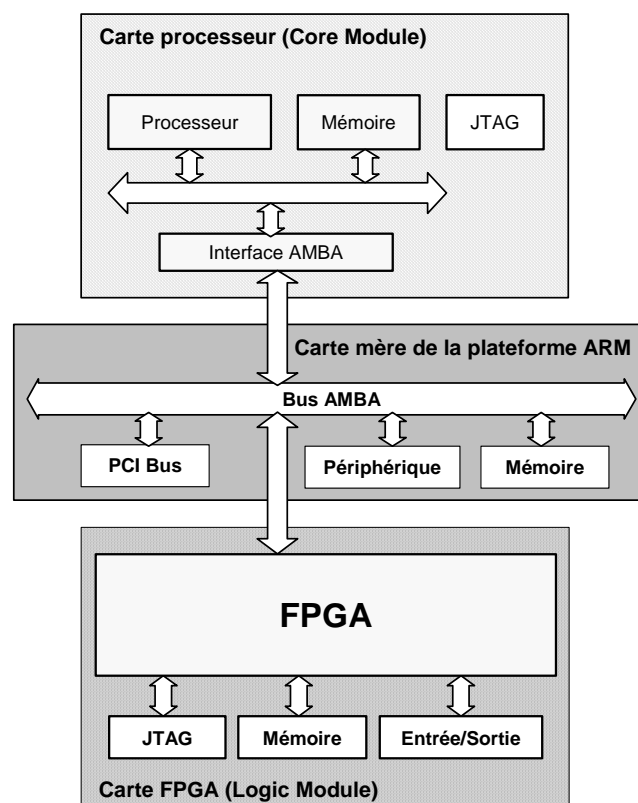 Carte processeur (Core Module)
Processeur
Mémoire
JTAG
Interface AMBA
Carte mère de la plateforme ARM
Bus AMBA
PCI Bus
Périphérique
Mémoire
FPGA
JTAG
Mémoire
Entrée/Sortie
Carte FPGA (Logic Module)